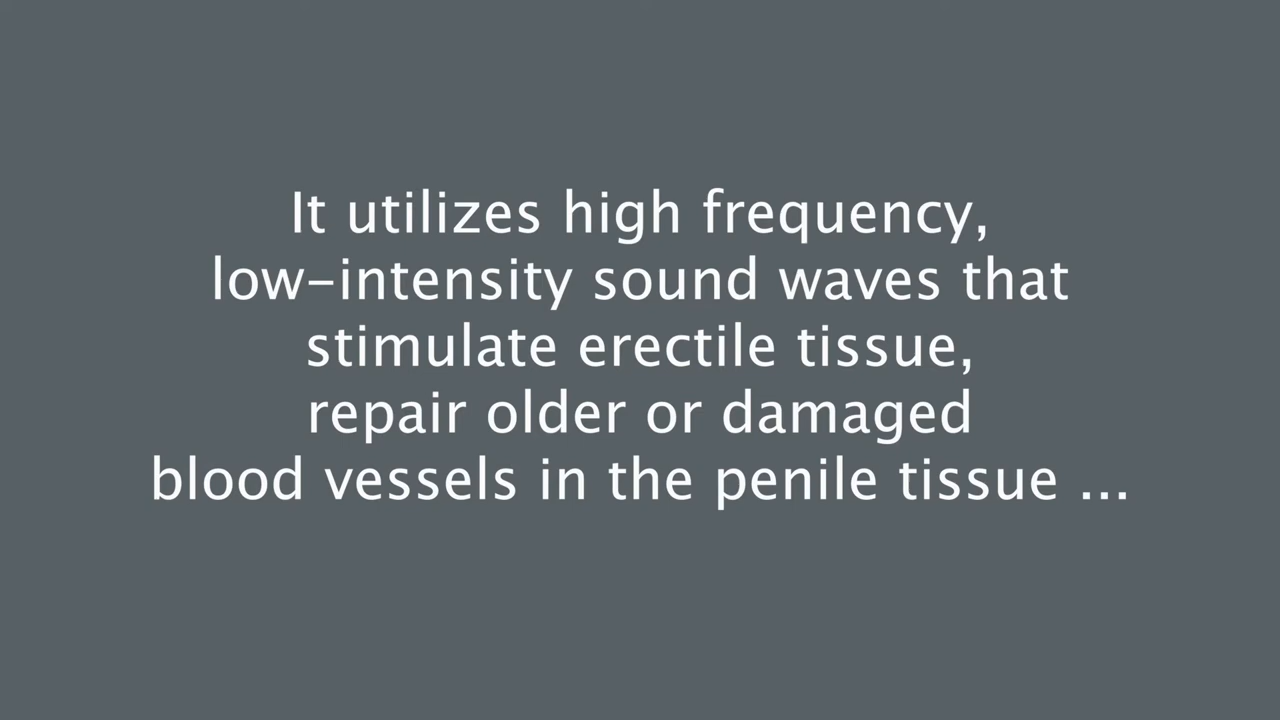 It utilizes high frequency,
low-intensity sound waves that
stimulate erectile tissue,
repair older or damaged
blood vessels in the penile tissue ...